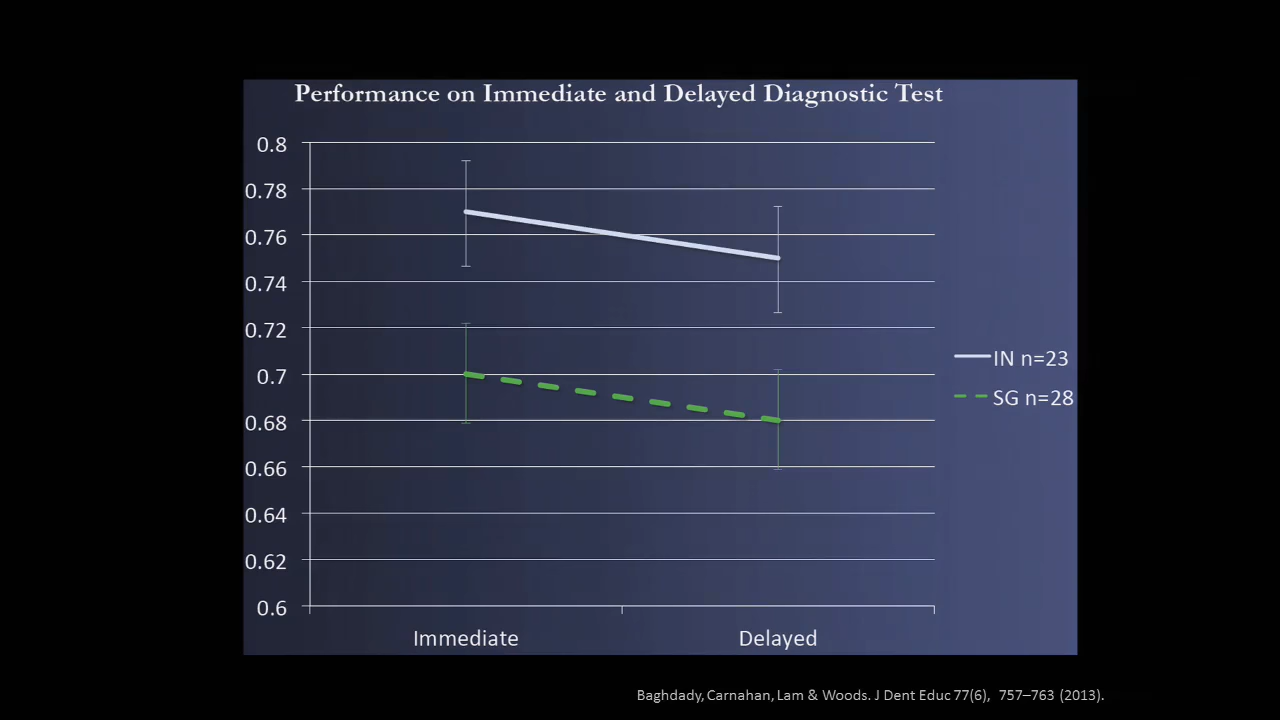 Performance on Immediate and Delayed Diagnostic Test
0.8
0.78
0.76
0.74
0.72
0.7
0.68
0.66
0.64
0.62
0.6
Immediate Delayed
IN n=23
SG n=28
Baghdady, Carnahan, Lam & Woods. J Dent Educ 77(6), 757–763 (2013).